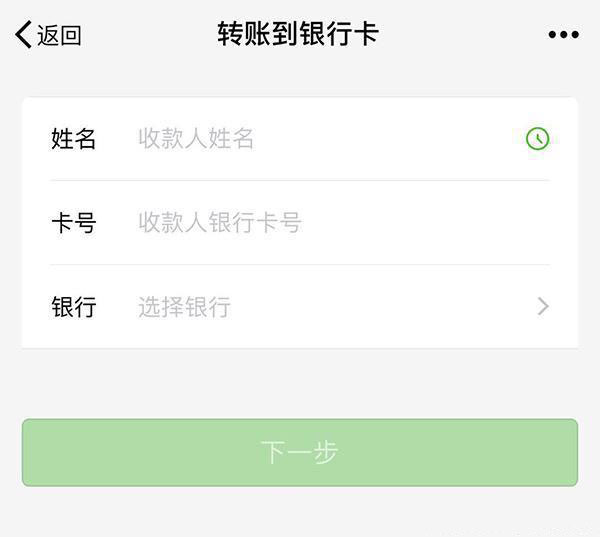 返回 转账到银行卡
姓名 收款人姓名
卡号 收款人银行卡号
银行 选择银行
下一步